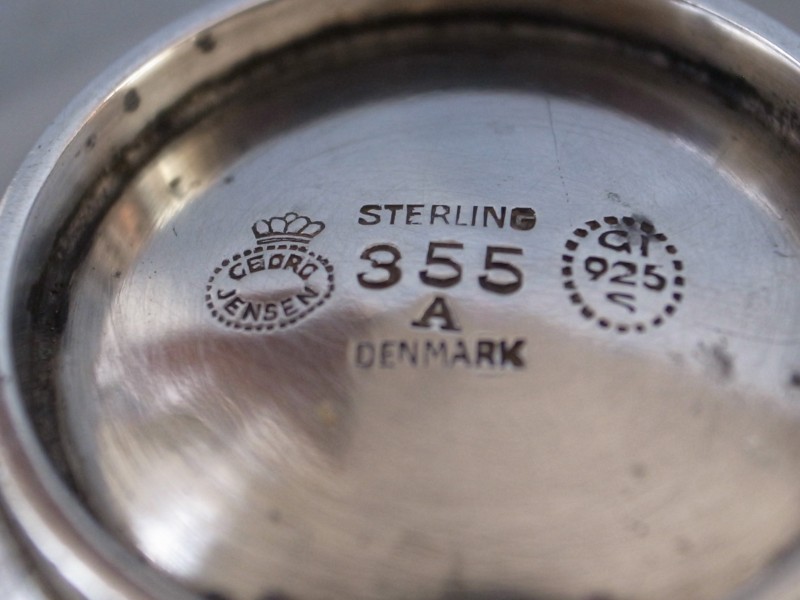 GEORG
JENSEN
STERLING
355
A
DENMARK
GI
925
S